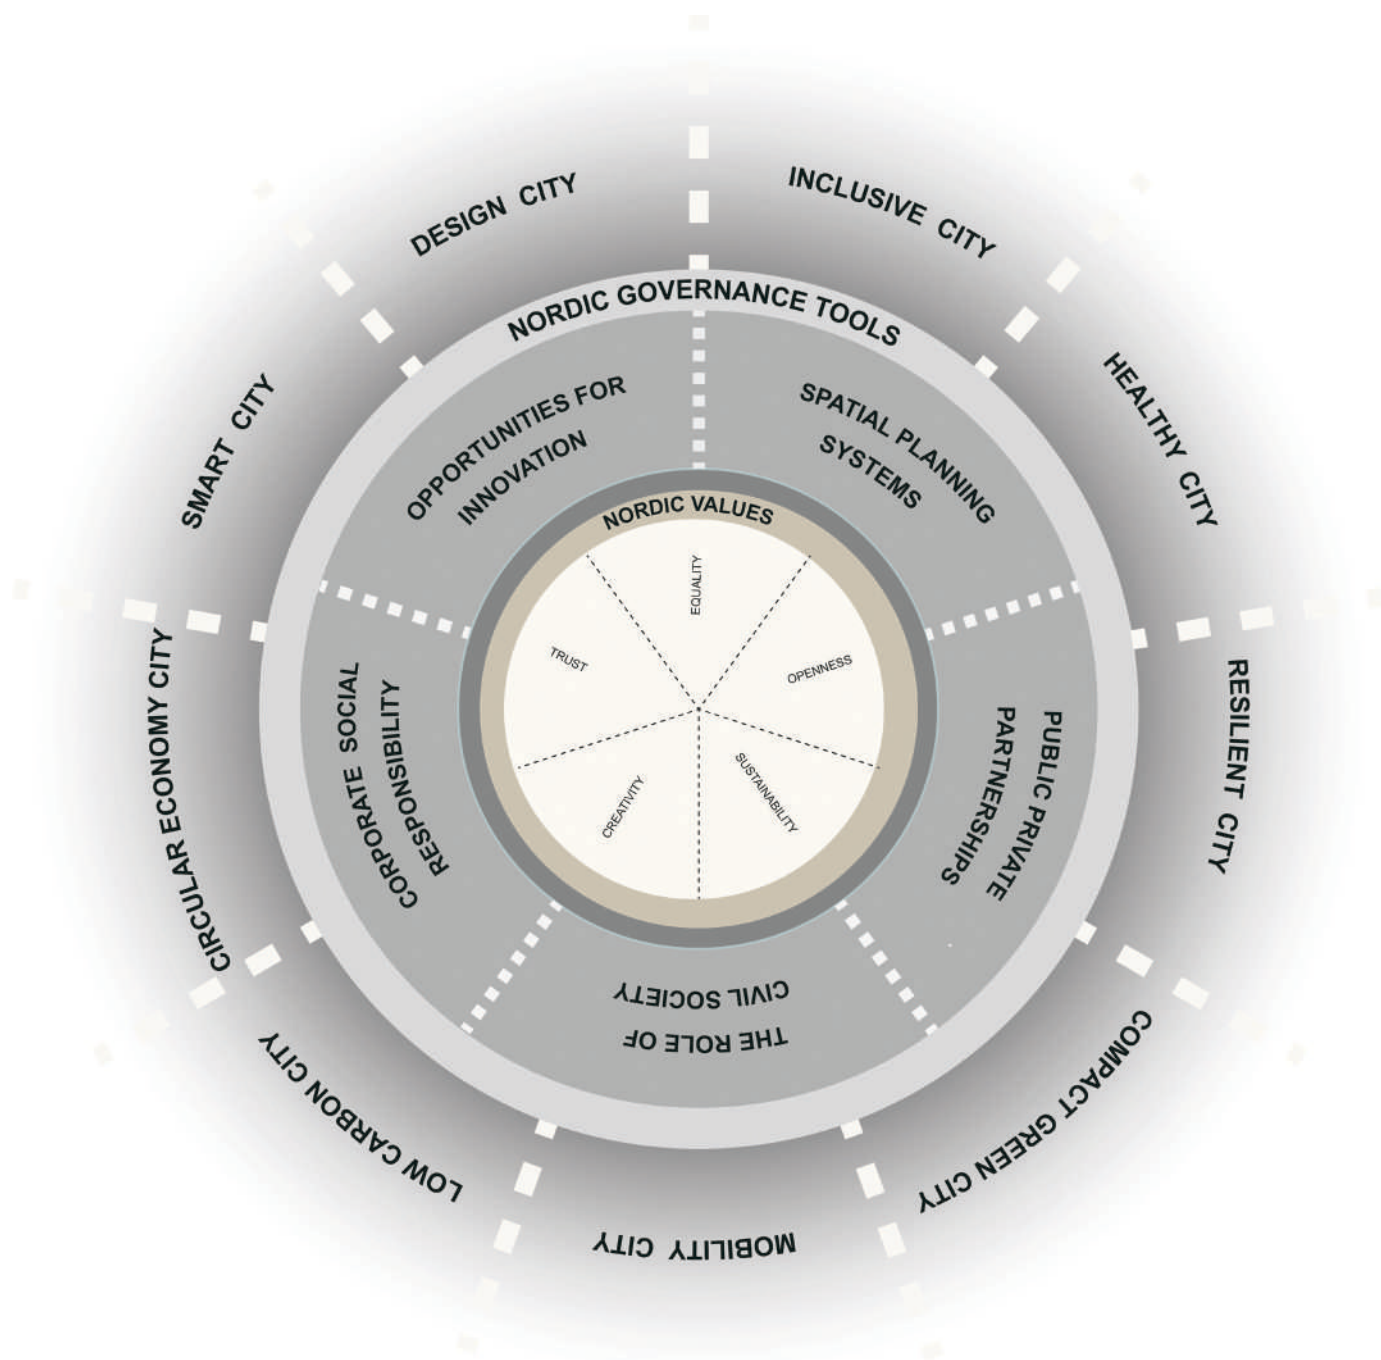 DESIGN CITY
INCLUSIVE CITY
HEALTHY CITY
RESILIENT CITY
COMPACT GREEN CITY
MOBILITY CITY
LOW CARBON CITY
CIRCULAR ECONOMY CITY
SMART CITY
NORDIC GOVERNANCE TOOLS
OPPORTUNITIES FOR
INNOVATION
SPATIAL PLANNING
SYSTEMS
PUBLIC PRIVATE
PARTNERSHIPS
THE ROLE OF
CIVIL SOCIETY
CORPORATE SOCIAL
RESPONSIBILITY
NORDIC VALUES
EQUALITY
OPENNESS
SUSTAINABILITY
CREATIVITY
TRUST